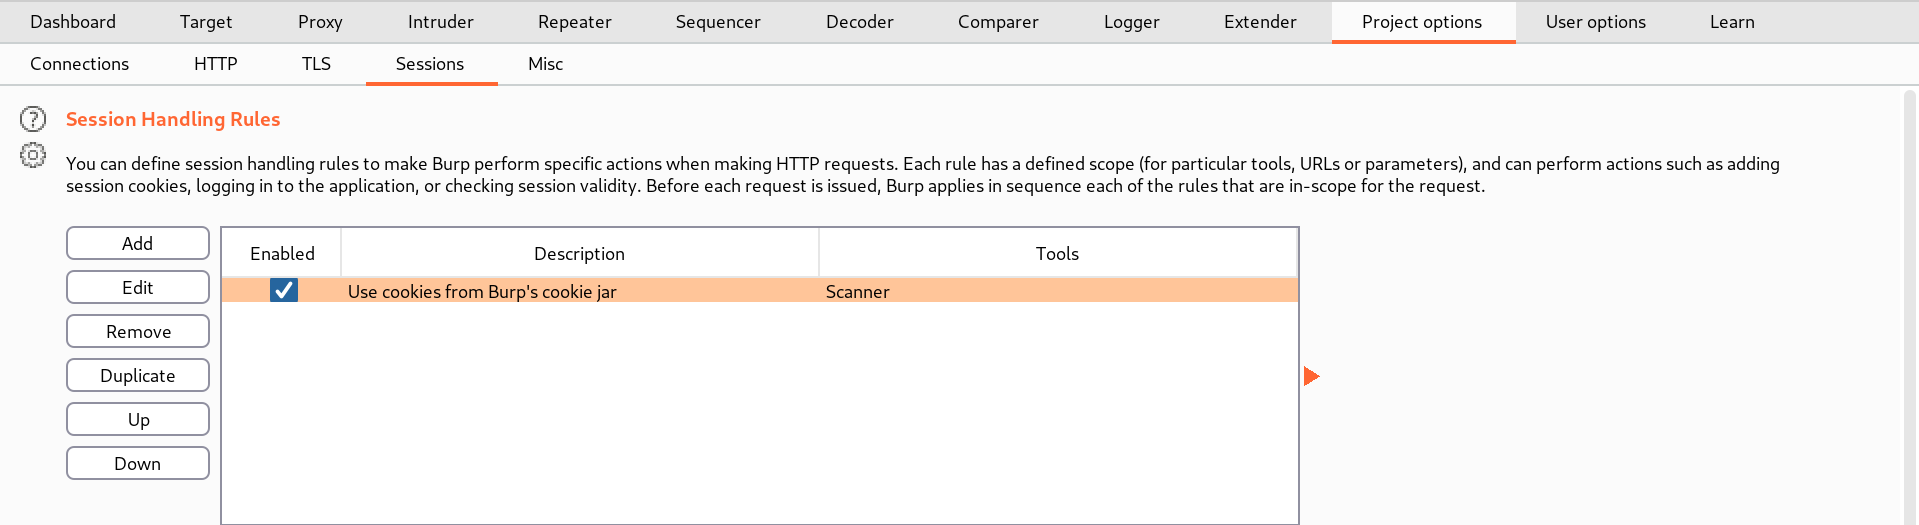 Dashboard Target Proxy Intruder Repeater Sequencer Decoder Comparer Logger Extender Project options User options Learn
Connections HTTP TLS Sessions Misc
? Session Handling Rules
You can define session handling rules to make Burp perform specific actions when making HTTP requests. Each rule has a defined scope (for particular tools, URLs or parameters), and can perform actions such as adding
session cookies, logging in to the application, or checking session validity. Before each request is issued, Burp applies in sequence each of the rules that are in-scope for the request.
Add
Edit
Remove
Duplicate
Up
Down
Enabled Description Tools
Use cookies from Burp's cookie jar Scanner